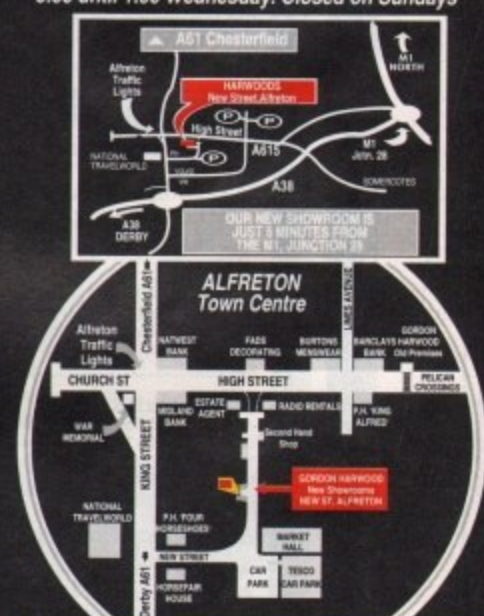 9.00 until 1.00 Wednesday. Closed on Sundays
A61 Chesterfield
M1
NORTH
Alfreton
Traffic
Lights
HARWOODS
New Street, Alfreton
P
P
High Street
A615
P
NATIONAL
TRAVELWORLD
M1
Jctn. 28
A38
SOMERCOTES
A38
DERBY
OUR NEW SHOWROOM IS
JUST 5 MINUTES FROM
THE M1, JUNCTION 28
ALFRETON
Town Centre
Chesterfield A61
LIMES AVENUE
Alfreton
Traffic
Lights
NATWEST
BANK
FADS
DECORATING
BURTONS
MENSWEAR
BARCLAYS
BANK
GORDON
HARWOOD
Old Premises
CHURCH ST
HIGH STREET
PELICAN
CROSSINGS
WAR
MEMORIAL
MIDLAND
BANK
ESTATE
AGENT
RADIO RENTALS
P.H. 'KING
ALFRED'
KING STREET
Second Hand
Shop
GORDON HARWOOD
New Showrooms
NEW ST. ALFRETON
NATIONAL
TRAVELWORLD
P.H. 'FOUR
HORSESHOES'
MARKET
HALL
NEW STREET
HORSEFAIR
HOUSE
CAR
PARK
TESCO
CAR PARK
Derby A61